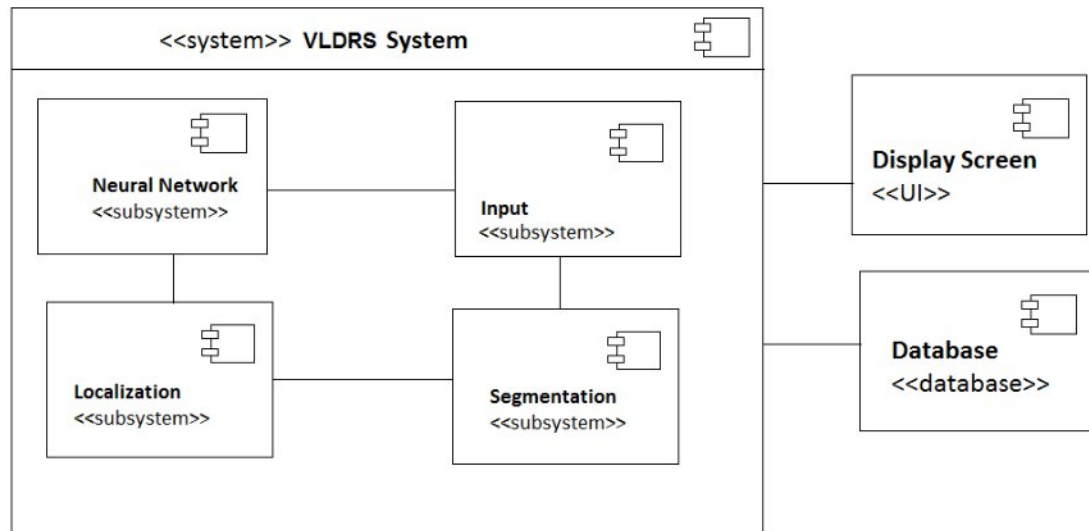 <<system>> VLDRS System
Neural Network
<<subsystem>>
Input
<<subsystem>>
Localization
<<subsystem>>
Segmentation
<<subsystem>>
Display Screen
<<UI>>
Database
<<database>>